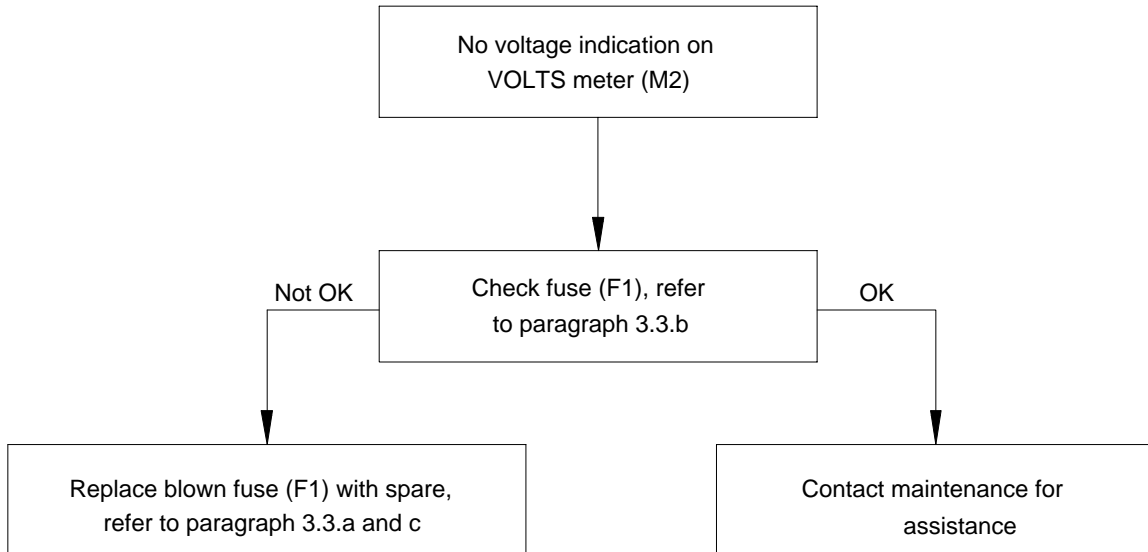 No voltage indication on
VOLTS meter (M2)
Check fuse (F1), refer
to paragraph 3.3.b
Not OK
OK
Replace blown fuse (F1) with spare,
refer to paragraph 3.3.a and c
Contact maintenance for
assistance